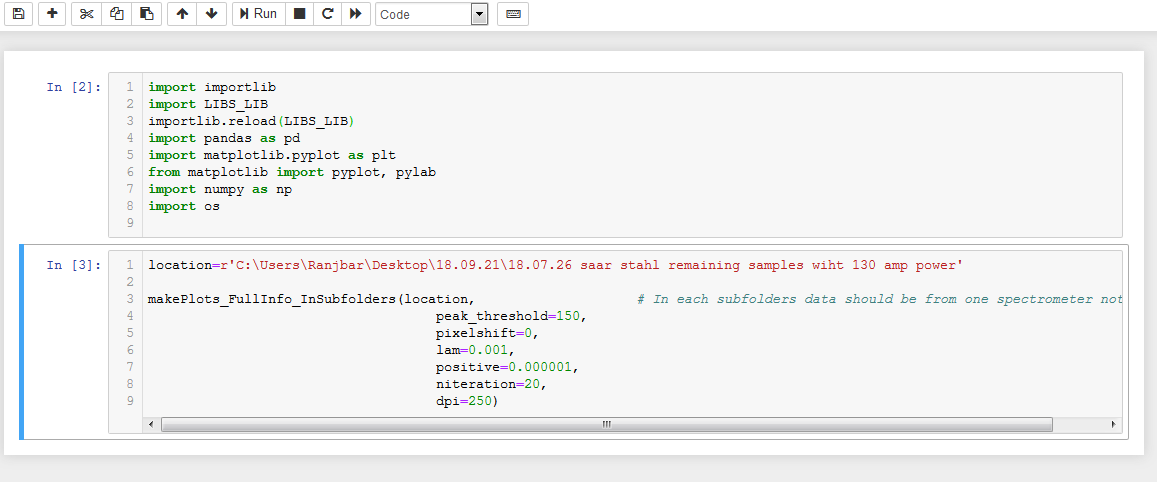 Run Code
In [2]:
1 import importlib
2 import LIBS_LIB
3 importlib.reload(LIBS_LIB)
4 import pandas as pd
5 import matplotlib.pyplot as plt
6 from matplotlib import pyplot, pylab
7 import numpy as np
8 import os
9
In [3]:
1 location=r'C:\Users\Ranjbar\Desktop\18.09.21\18.07.26 saar stahl remaining samples wiht 130 amp power'
2
3 makePlots_FullInfo_InSubfolders(location, # In each subfolders data should be from one spectrometer not
4 peak_threshold=150,
5 pixelshift=0,
6 lam=0.001,
7 positive=0.000001,
8 niteration=20,
9 dpi=250)